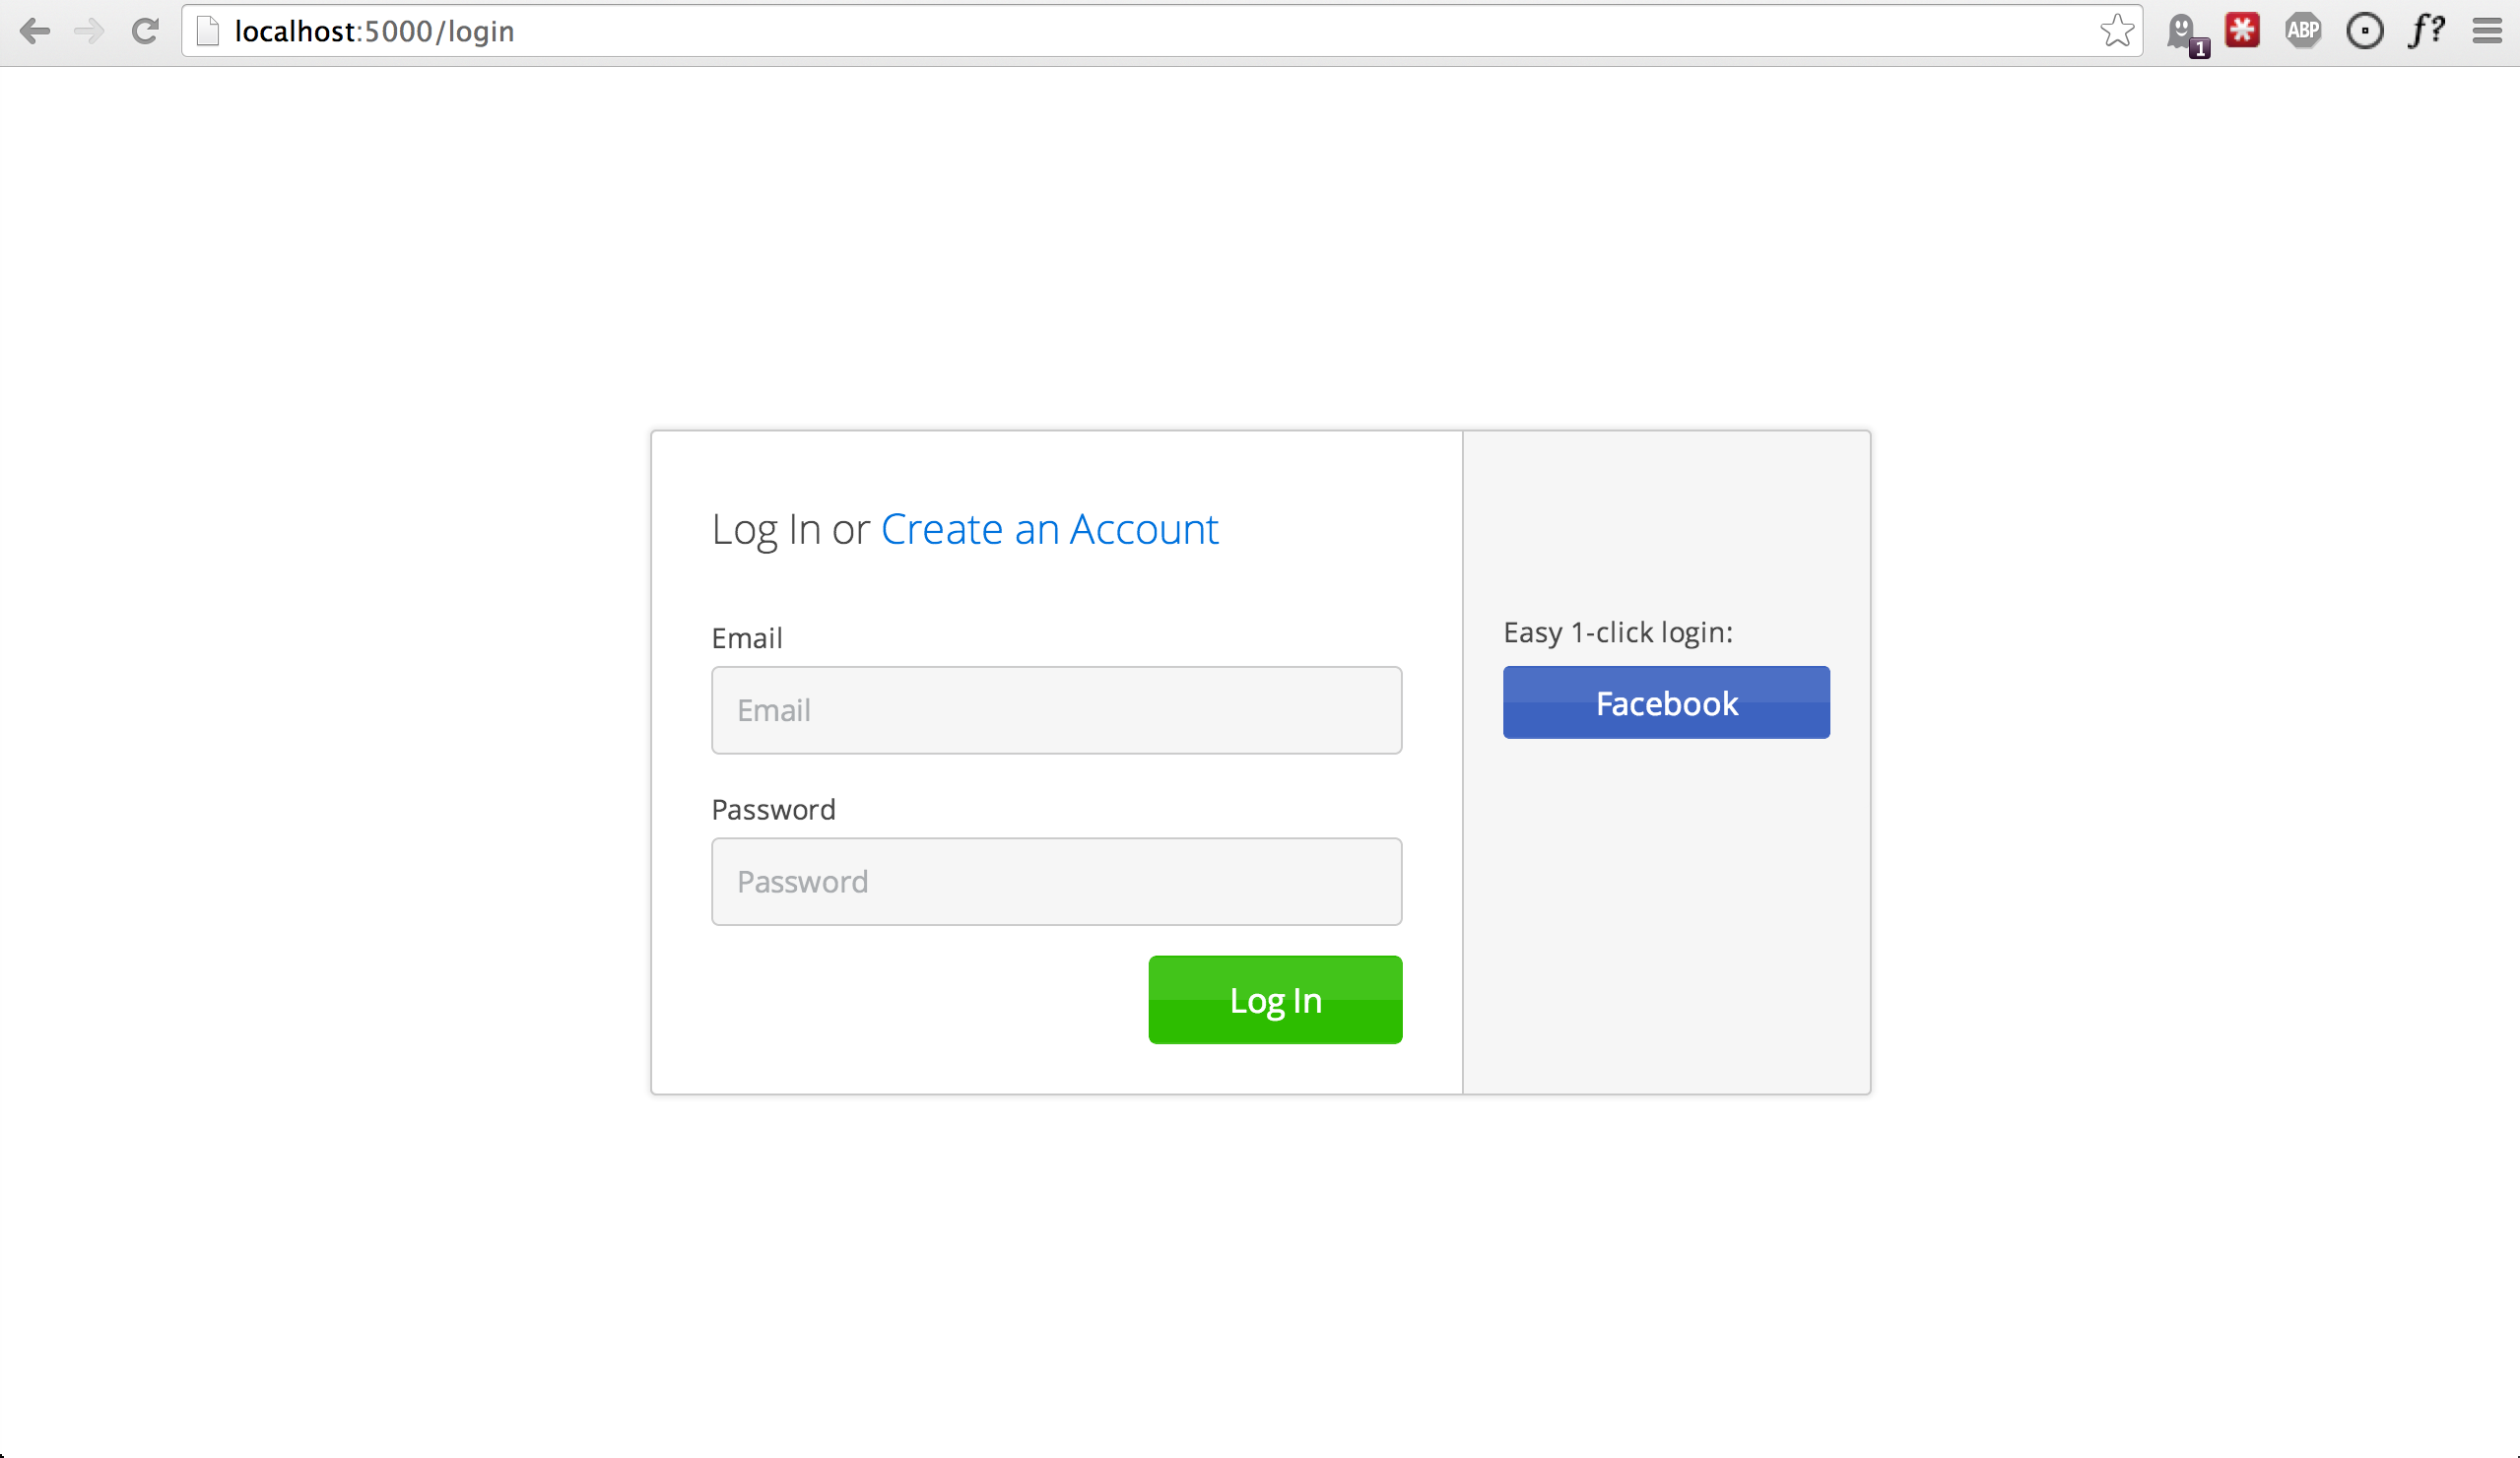 localhost:5000/login
1
ABP
f?
Log In or Create an Account
Email
Email
Password
Password
Log In
Easy 1-click login:
Facebook